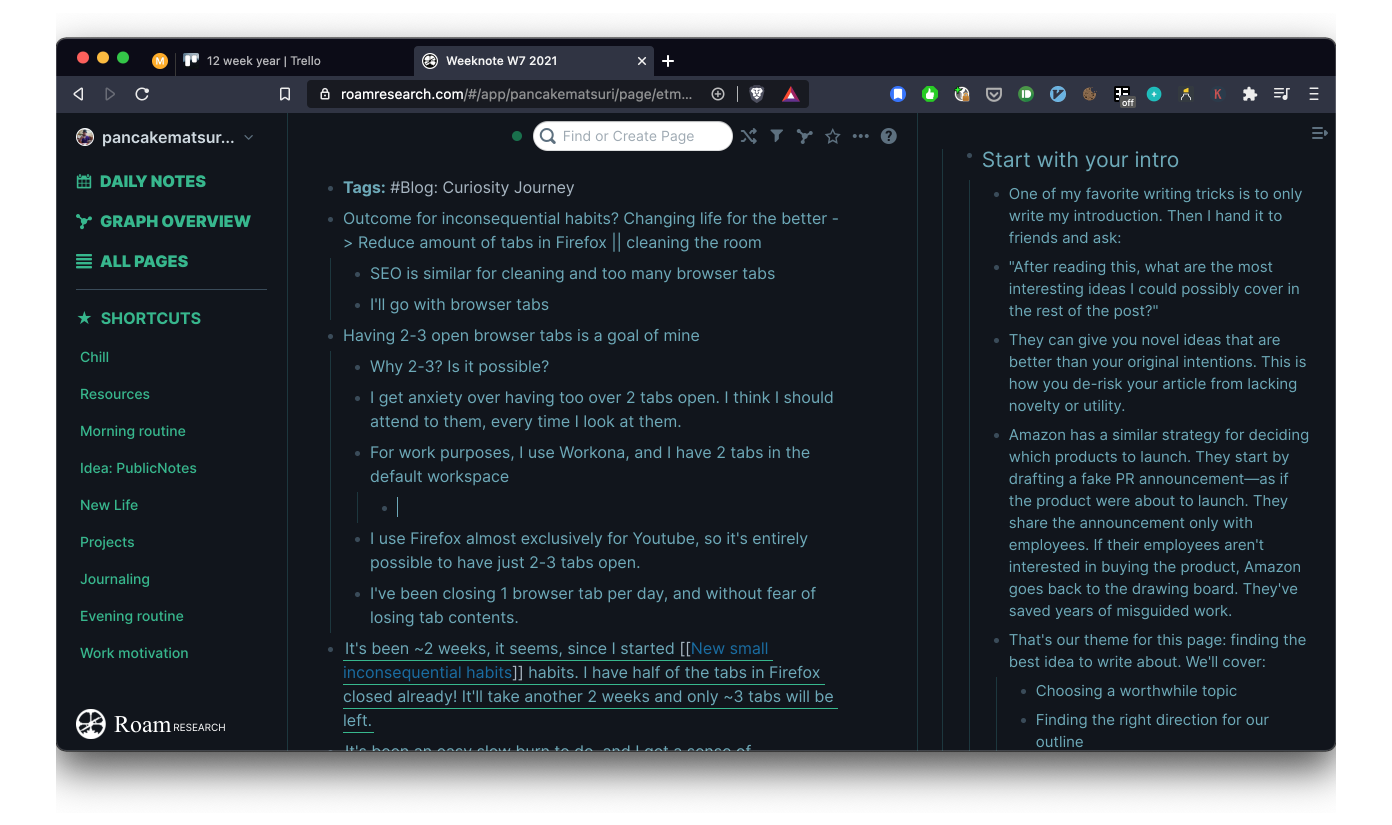 M
12 week year | Trello
Weeknote W7 2021
roamresearch.com/#/app/pancakematsuri/page/etm...
off
K
pancakematsur...
DAILY NOTES
GRAPH OVERVIEW
ALL PAGES
SHORTCUTS
Chill
Resources
Morning routine
Idea: PublicNotes
New Life
Projects
Journaling
Evening routine
Work motivation
Roam RESEARCH
Find or Create Page
Tags: #Blog: Curiosity Journey
Outcome for inconsequential habits? Changing life for the better -
> Reduce amount of tabs in Firefox || cleaning the room
SEO is similar for cleaning and too many browser tabs
I'll go with browser tabs
Having 2-3 open browser tabs is a goal of mine
Why 2-3? Is it possible?
I get anxiety over having too over 2 tabs open. I think I should
attend to them, every time I look at them.
For work purposes, I use Workona, and I have 2 tabs in the
default workspace
I use Firefox almost exclusively for Youtube, so it's entirely
possible to have just 2-3 tabs open.
I've been closing 1 browser tab per day, and without fear of
losing tab contents.
It's been ~2 weeks, it seems, since I started [[New small
inconsequential habits]] habits. I have half of the tabs in Firefox
closed already! It'll take another 2 weeks and only ~3 tabs will be
left.
It's been an easy slow burn to do, and I get a sense of
Start with your intro
One of my favorite writing tricks is to only
write my introduction. Then I hand it to
friends and ask:
"After reading this, what are the most
interesting ideas I could possibly cover in
the rest of the post?"
They can give you novel ideas that are
better than your original intentions. This is
how you de-risk your article from lacking
novelty or utility.
Amazon has a similar strategy for deciding
which products to launch. They start by
drafting a fake PR announcement—as if
the product were about to launch. They
share the announcement only with
employees. If their employees aren't
interested in buying the product, Amazon
goes back to the drawing board. They've
saved years of misguided work.
That's our theme for this page: finding the
best idea to write about. We'll cover:
Choosing a worthwhile topic
Finding the right direction for our
outline